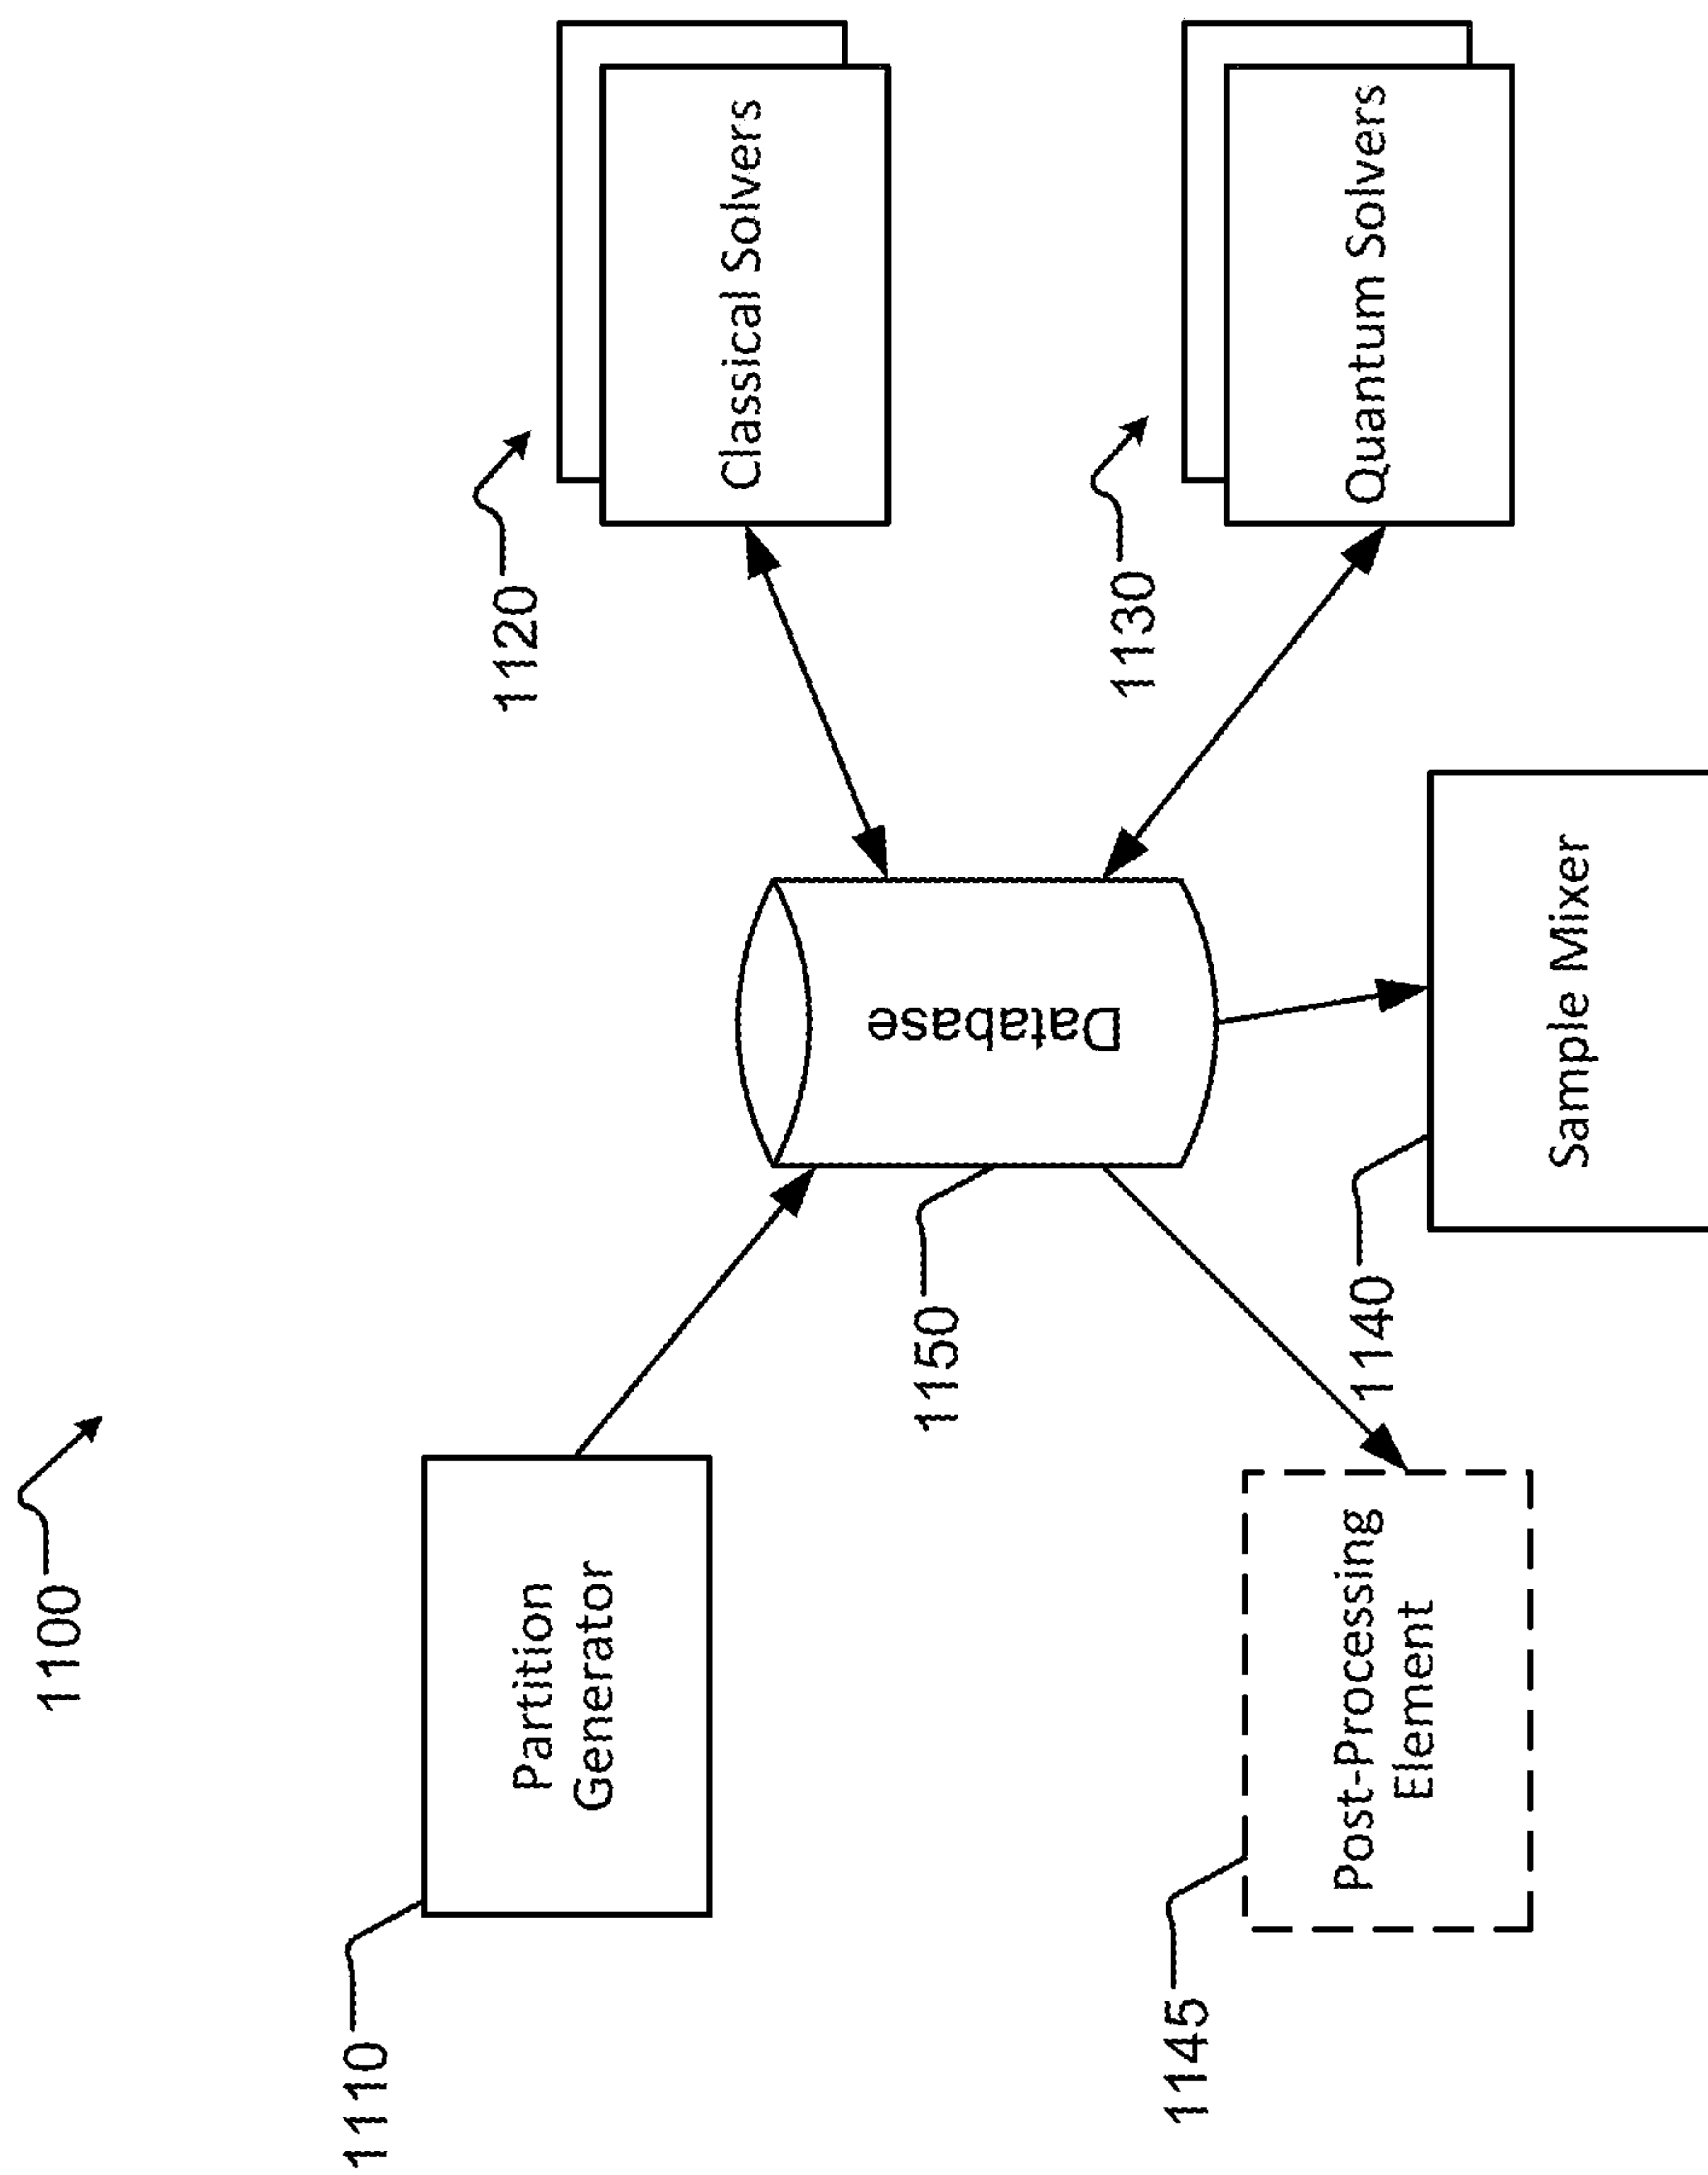 1100
1110
Partition
Generator
1120
Classical Solvers
Database
1150
1130
Quantum Solvers
1145
Post-Processing
Element
1140
Sample Mixer